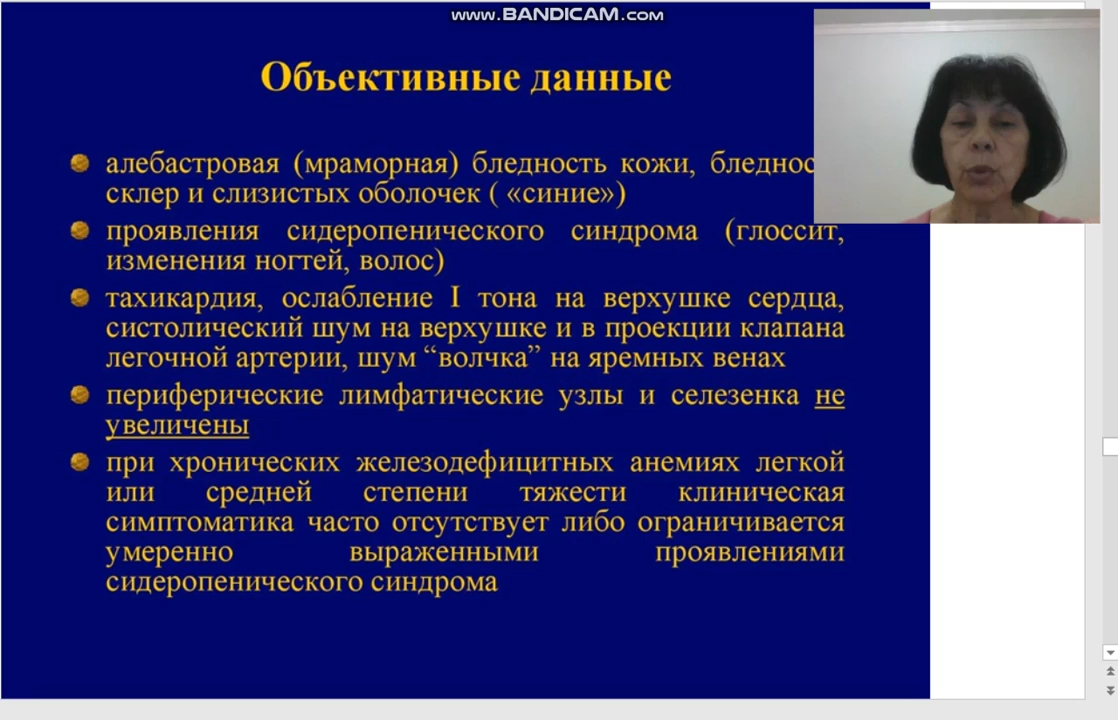 www.BANDICAM.com
Объективные данные
алебастровая (мраморная) бледность кожи,
склер и слизистых оболочек ( «синие»)
проявления сидеропенического синдрома (глоссит,
изменения ногтей, волос)
тахикардия, ослабление I тона на верхушке сердца,
систолический шум на верхушке и в проекции клапана
легочной артерии, шум “волчка” на яремных венах
периферические лимфатические узлы и селезенка не
увеличены
при хронических железодефицитных анемиях легкой
или средней степени тяжести клиническая
симптоматика часто отсутствует либо ограничивается
умеренно выраженными проявлениями
сидеропенического синдрома